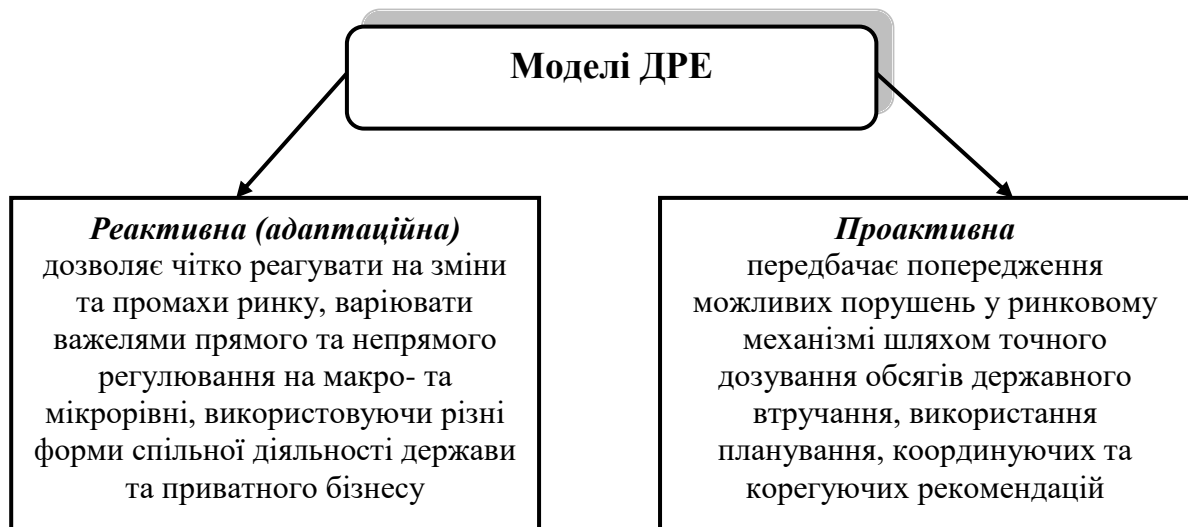 Моделі ДРЕ
Реактивна (адаптаційна)
дозволяє чітко реагувати на зміни
та промахи ринку, варіювати
важелями прямого та непрямого
регулювання на макро- та
мікрорівні, використовуючи різні
форми спільної діяльності держави
та приватного бізнесу
Проактивна
передбачає попередження
можливих порушень у ринковому
механізмі шляхом точного
дозування обсягів державного
втручання, використання
планування, координуючих та
корегуючих рекомендацій